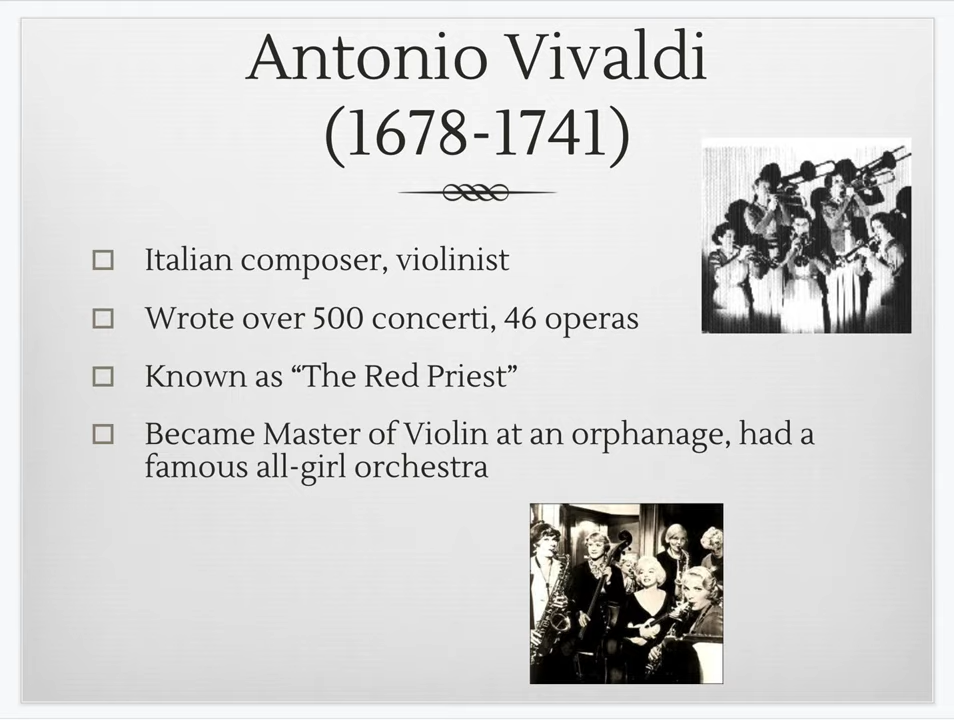 Antonio Vivaldi
(1678-1741)
Italian composer, violinist
Wrote over 500 concerti, 46 operas
Known as “The Red Priest”
Became Master of Violin at an orphanage, had a
famous all-girl orchestra